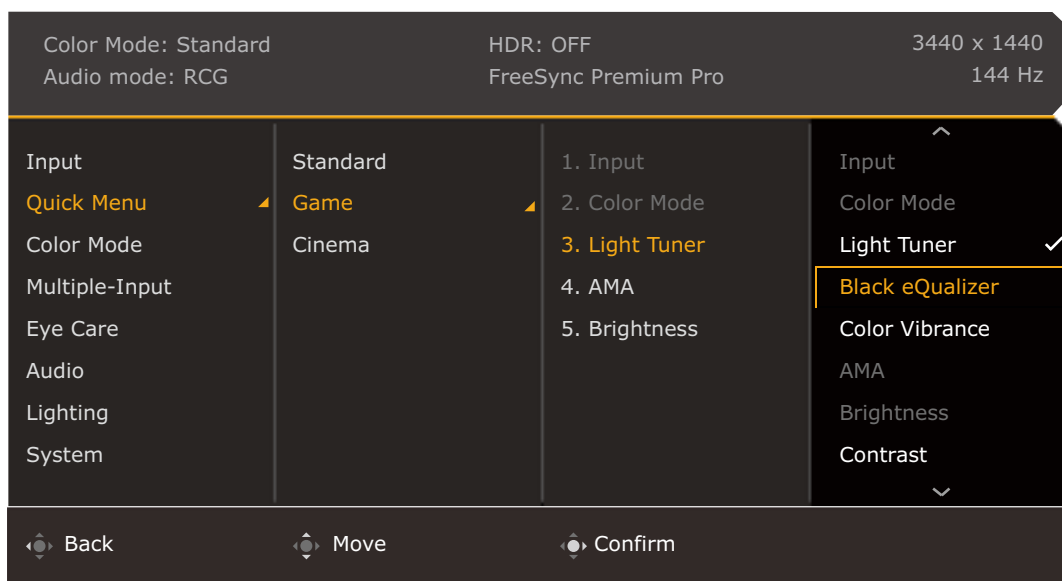 Color Mode: Standard
Audio mode: RCG
HDR: OFF
FreeSync Premium Pro
3440 x 1440
144 Hz
Input
Quick Menu
Color Mode
Multiple-Input
Eye Care
Audio
Lighting
System
Standard
Game
Cinema
1. Input
2. Color Mode
3. Light Tuner
4. AMA
5. Brightness
Input
Color Mode
Light Tuner
Black eQualizer
Color Vibrance
AMA
Brightness
Contrast
Back
Move
Confirm